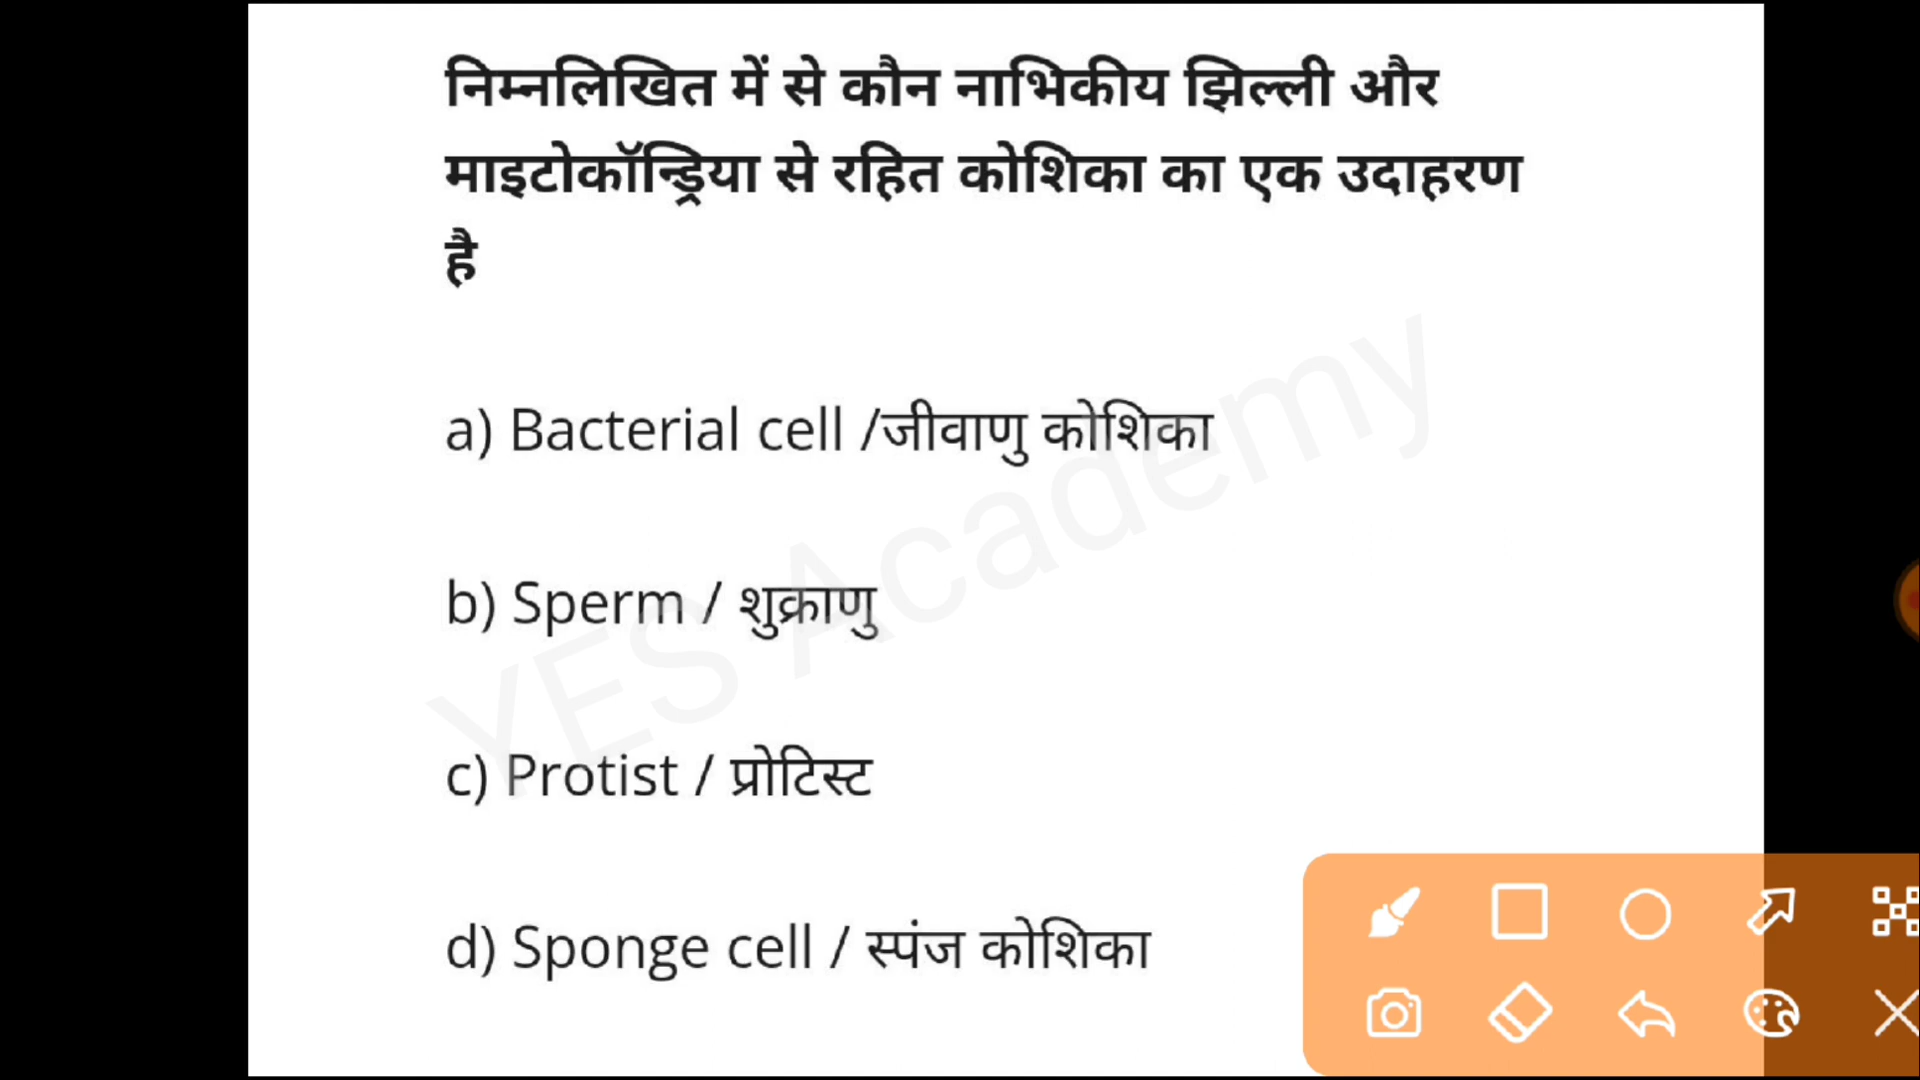 निम्नलिखित में से कौन नाभिकीय झिल्ली और
माइटोकॉन्ड्रिया से रहित कोशिका का एक उदाहरण
है
a) Bacterial cell /जीवाणु कोशिका
b) Sperm / शुक्राणु
c) Protist / प्रोटिस्ट
d) Sponge cell / स्पंज कोशिका
YES Academy